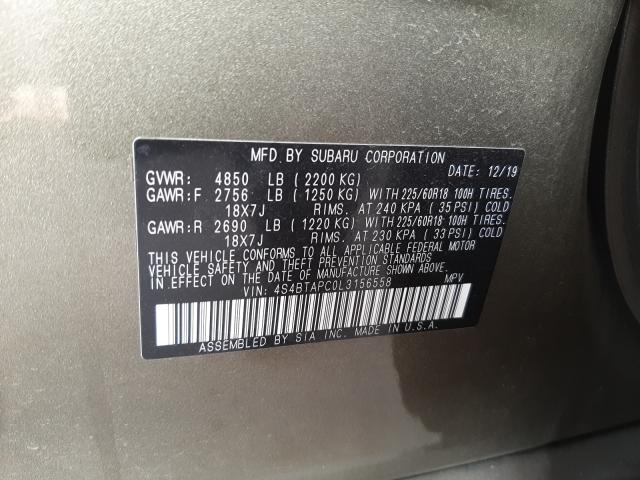 MFD. BY SUBARU CORPORATION
GVWR: 4850 LB ( 2200 KG) DATE: 12/19
GAWR:F 2756 LB ( 1250 KG) WITH 225/60R18 100H TIRES.
18X7J RIMS. AT 240 KPA ( 35 PSI) COLD
GAWR:R 2690 LB ( 1220 KG) WITH 225/60R18 100H TIRES.
18X7J RIMS. AT 230 KPA ( 33 PSI) COLD
THIS VEHICLE CONFORMS TO ALL APPLICABLE FEDERAL MOTOR
VEHICLE SAFETY AND THEFT PREVENTION STANDARDS
IN EFFECT ON THE DATE OF MANUFACTURE SHOWN ABOVE.
VIN: 4S4BTAPC0L3156558 MPV
ASSEMBLED BY SIA INC. MADE IN U.S.A.